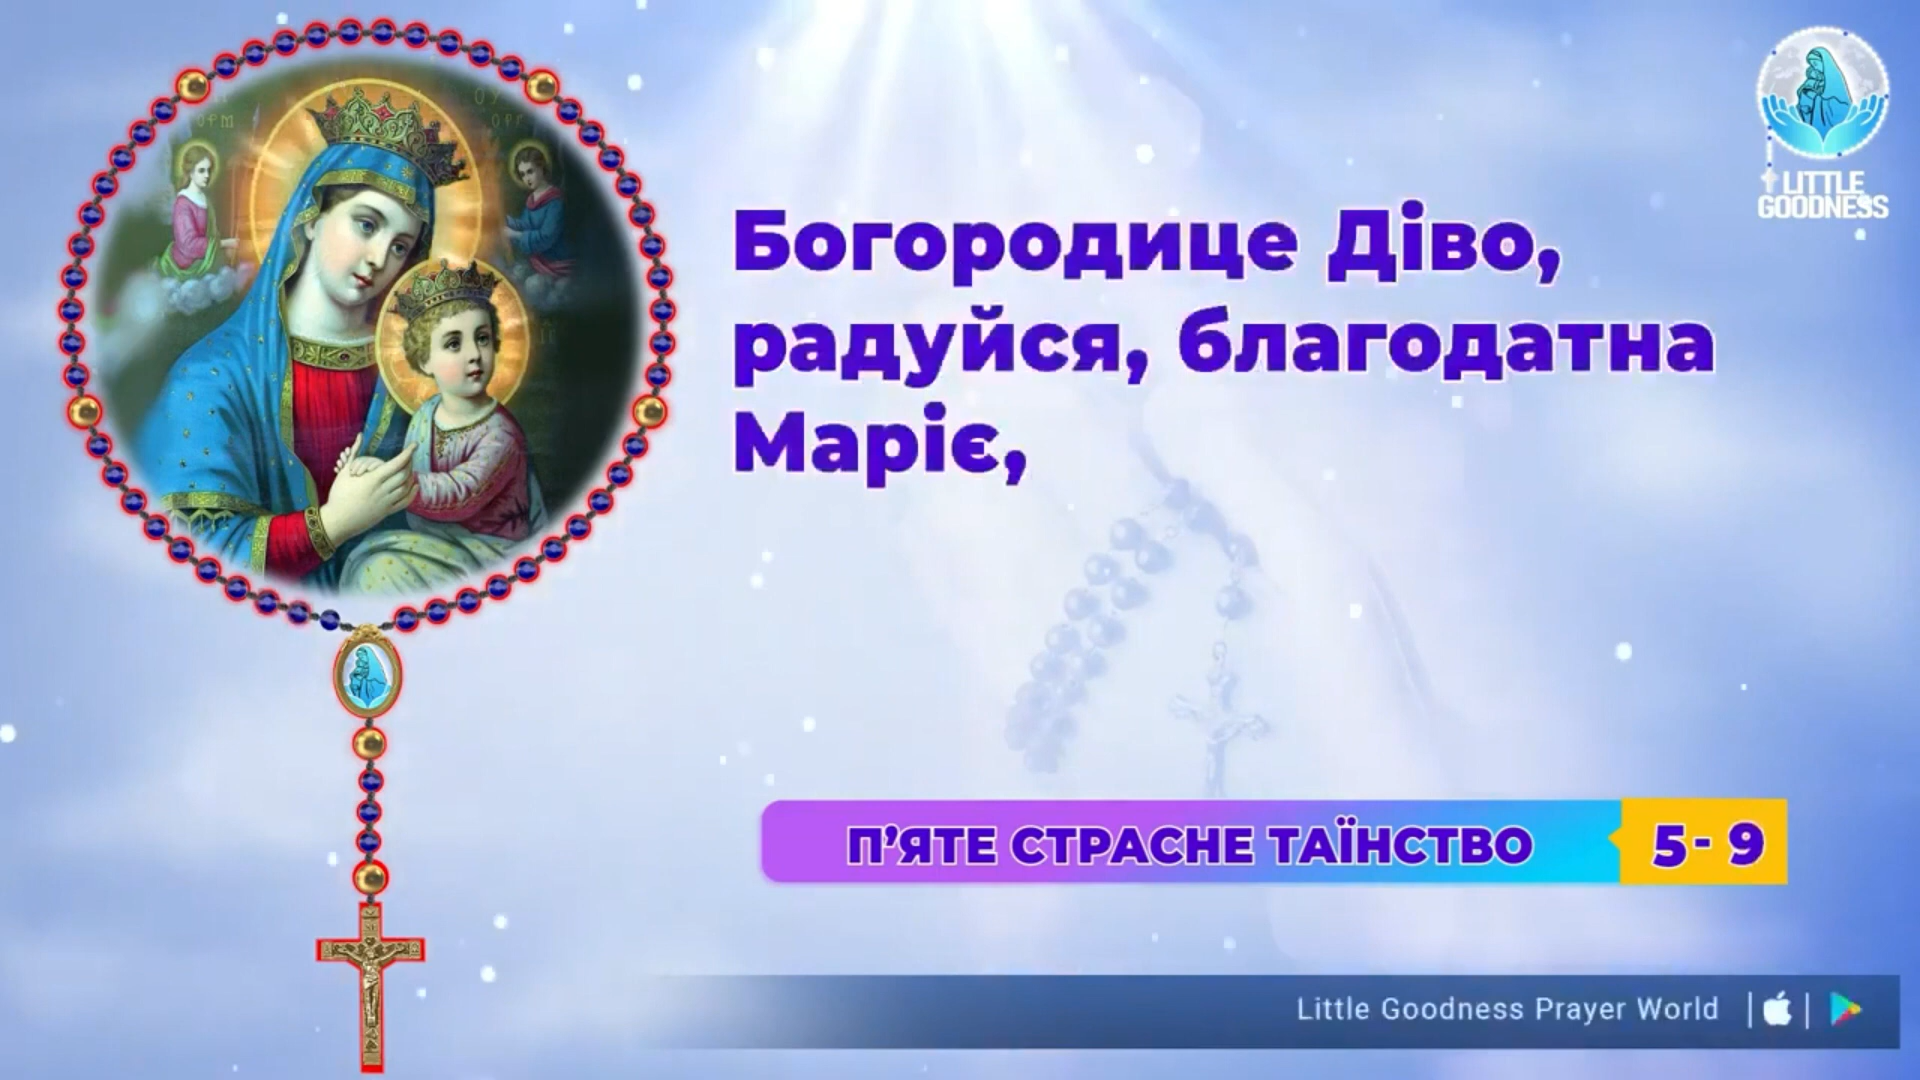 LITTLE
GOODNESS
Богородице Діво,
радуйся, благодатна
Маріє,
П'ЯТЕ СТРАСНЕ ТАЇНСТВО
5- 9
Little Goodness Prayer World